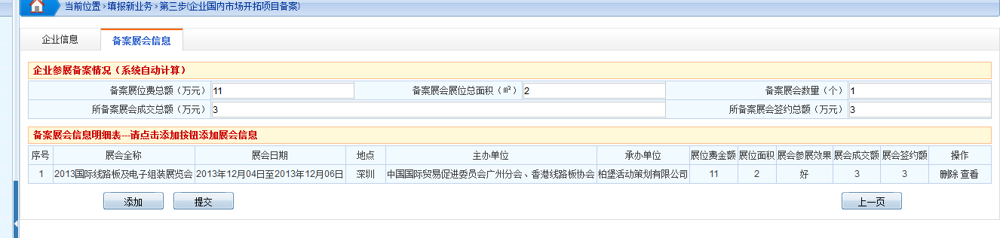 当前位置 > 填报新业务 > 第三步(企业国内市场开拓项目备案)
企业信息 备案展会信息
企业参展备案情况（系统自动计算）
备案展位费总额（万元） 11 备案展会展位总面积（㎡） 2 备案展会数量（个） 1
所备案展会成交总额（万元） 3 所备案展会签约总额（万元） 3
备案展会信息明细表---请点击添加按钮添加展会信息
序号 展会全称 展会日期 地点 主办单位 承办单位 展位费金额 展位面积 展会参展效果 展会成交额 展会签约额 操作
1 2013国际线路板及电子组装展览会 2013年12月04日至2013年12月06日 深圳 中国国际贸易促进委员会广州分会、香港线路板协会 柏堡活动策划有限公司 11 2 好 3 3 删除 查看
添加 提交 上一页